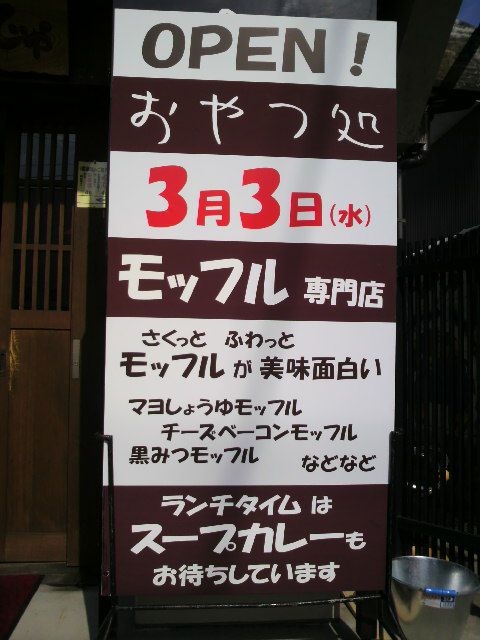 OPEN!
おやつ処
3月3日(水)
モッフル 専門店
さくっと ふわっと
モッフルが 美味面白い
マヨしょうゆモッフル
チーズベーコンモッフル
黒みつモッフル などなど
ランチタイムは
スープカレーも
お待ちしています